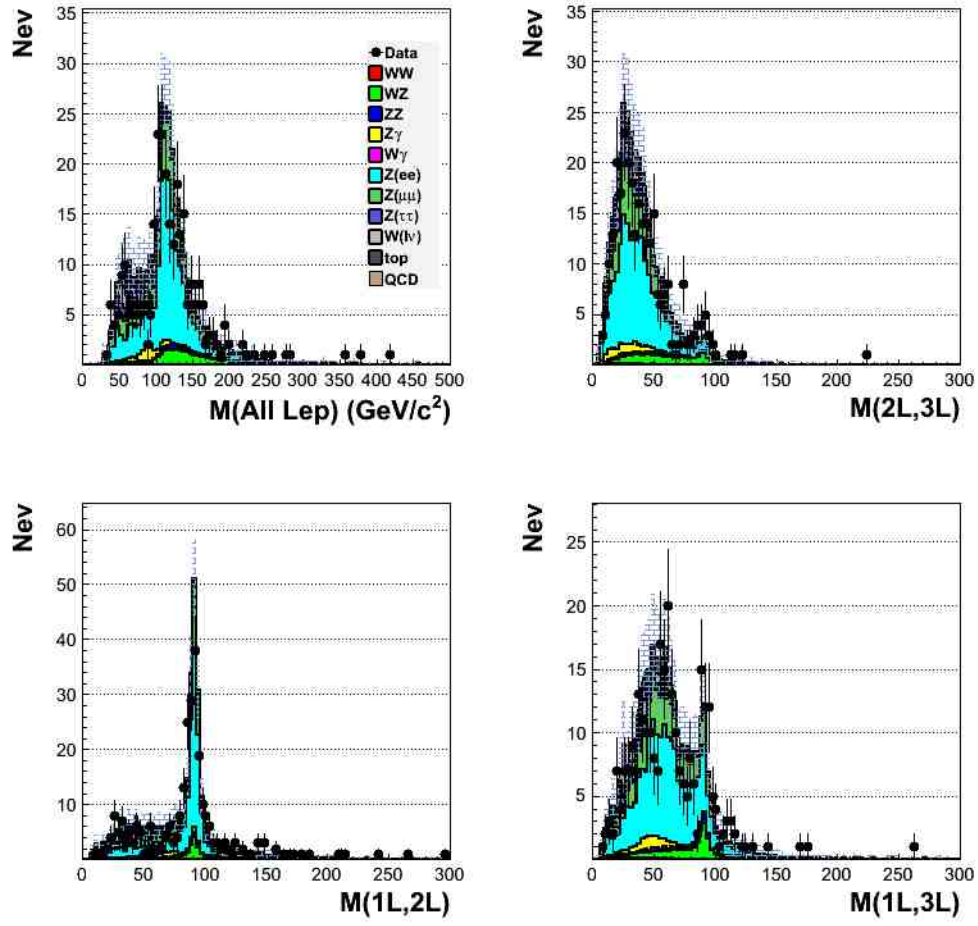 Nev
35
30
25
20
15
10
5
Data
WW
WZ
ZZ
Zγ
Wγ
Z(ee)
Z(μμ)
Z(ττ)
W(lν)
top
QCD
0 50 100 150 200 250 300 350 400 450 500
M(All Lep) (GeV/c²)
Nev
35
30
25
20
15
10
5
0 50 100 150 200 250 300
M(2L,3L)
Nev
60
50
40
30
20
10
0 50 100 150 200 250 300
M(1L,2L)
Nev
25
20
15
10
5
0 50 100 150 200 250 300
M(1L,3L)